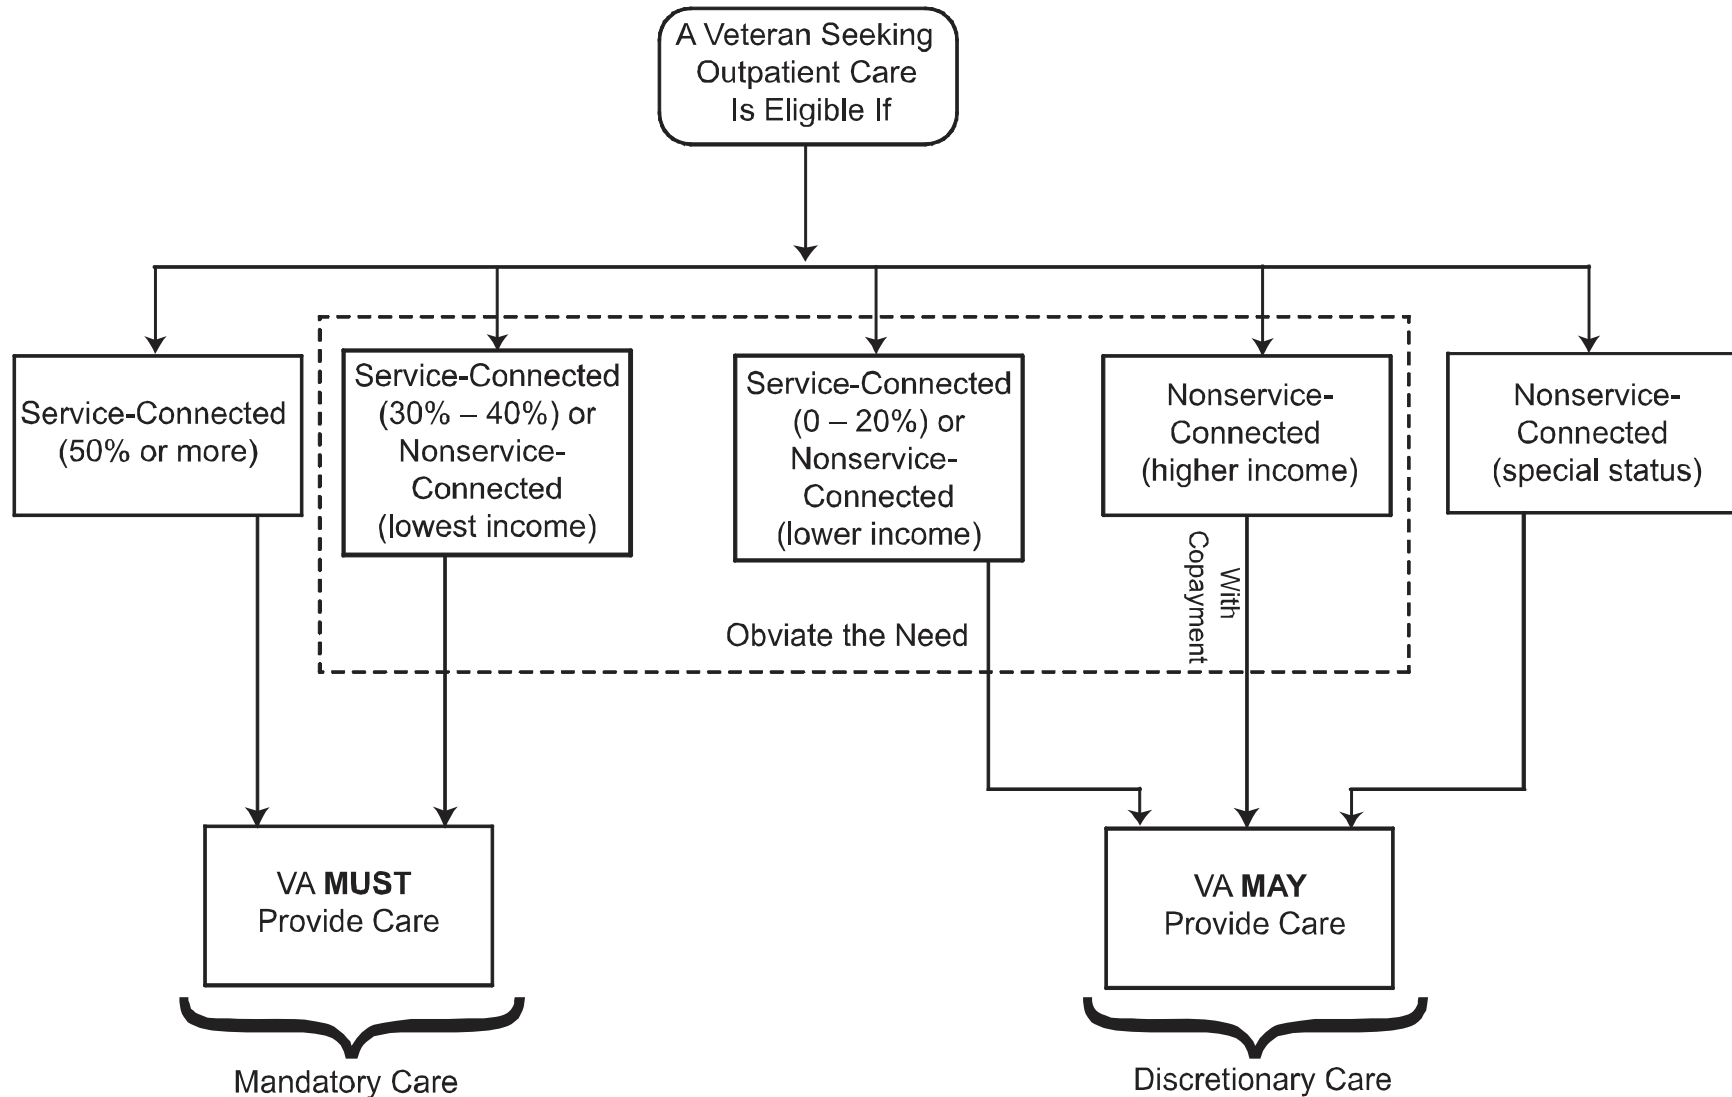 A Veteran Seeking
Outpatient Care
Is Eligible If
Service-Connected
(50% or more)
Service-Connected
(30% – 40%) or
Nonservice-
Connected
(lowest income)
Service-Connected
(0 – 20%) or
Nonservice-
Connected
(lower income)
Nonservice-
Connected
(higher income)
Nonservice-
Connected
(special status)
With
Copayment
Obviate the Need
VA MUST
Provide Care
VA MAY
Provide Care
Mandatory Care
Discretionary Care